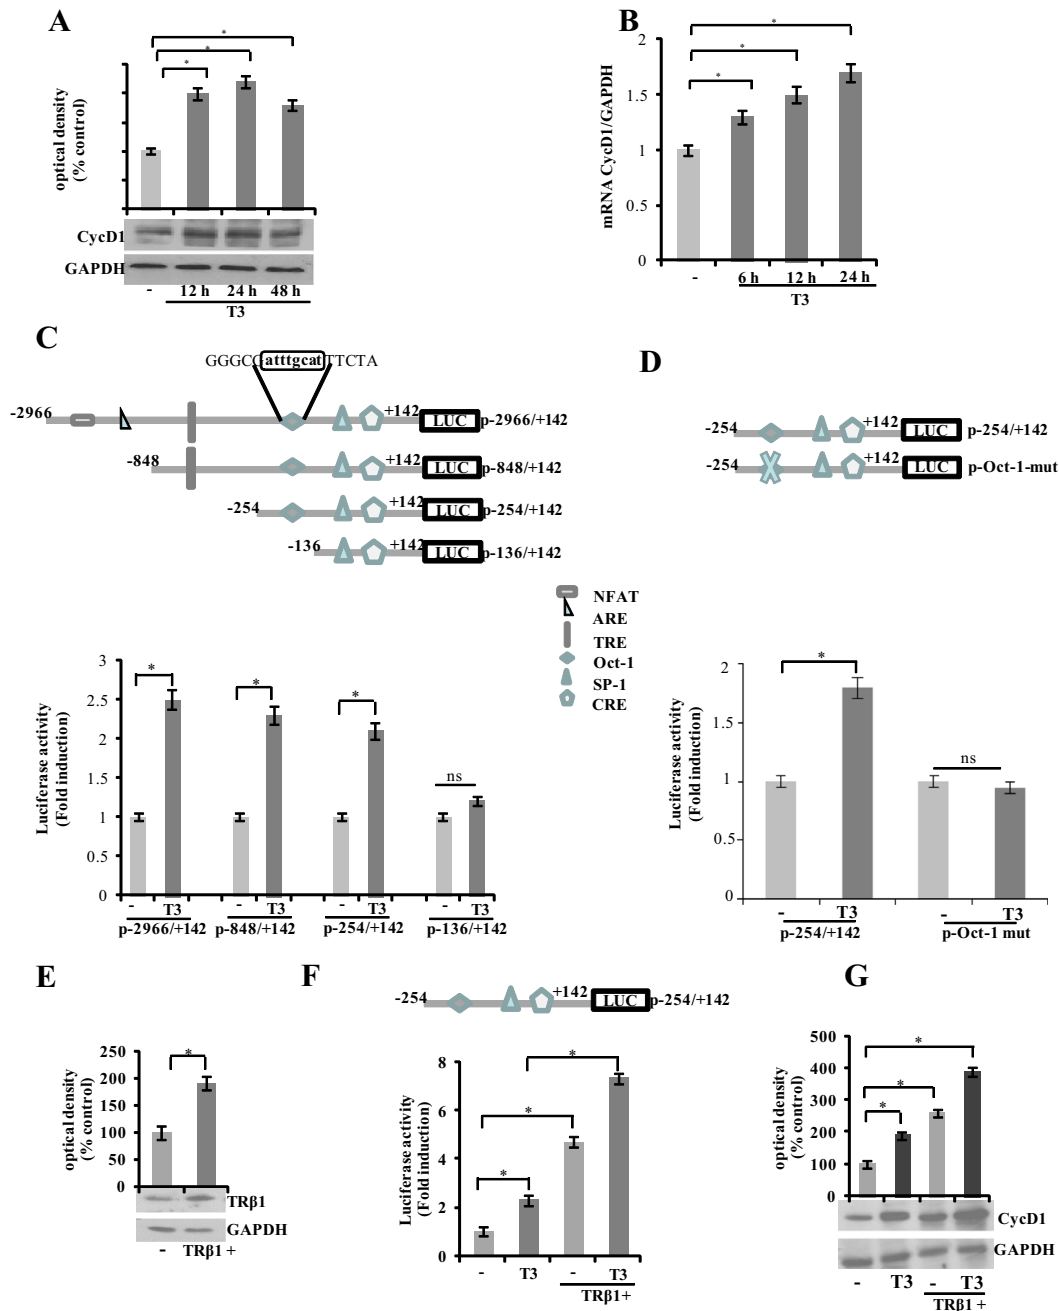 A
optical density
(% control)
*
*
*
CycD1
GAPDH
- 12 h 24 h 48 h
T3
B
mRNA CycD1/GAPDH
2
1.5
1
0.5
0
*
*
*
- 6 h 12 h 24 h
T3
C
GGGCGatttgcatTTCTA
-2966 +142 LUC p-2966/+142
-848 +142 LUC p-848/+142
-254 +142 LUC p-254/+142
-136 +142 LUC p-136/+142
NFAT
ARE
TRE
Oct-1
SP-1
CRE
Luciferase activity
(Fold induction)
3
2.5
2
1.5
1
0.5
0
* * * ns
- T3 - T3 - T3 - T3
p-2966/+142 p-848/+142 p-254/+142 p-136/+142
D
-254 +142 LUC p-254/+142
-254 +142 LUC p-Oct-1-mut
Luciferase activity
(Fold induction)
2
1.5
1
0.5
0
* ns
- T3 - T3
p-254/+142 p-Oct-1 mut
E
optical density
(% control)
250
200
150
100
50
0
*
TRβ1
GAPDH
- TRβ1 +
F
-254 +142 LUC p-254/+142
Luciferase activity
(Fold induction)
8
6
4
2
0
*
*
*
- T3 - T3
TRβ1+
G
optical density
(% control)
500
400
300
200
100
0
*
*
*
CycD1
GAPDH
- T3 - T3
TRβ1 +